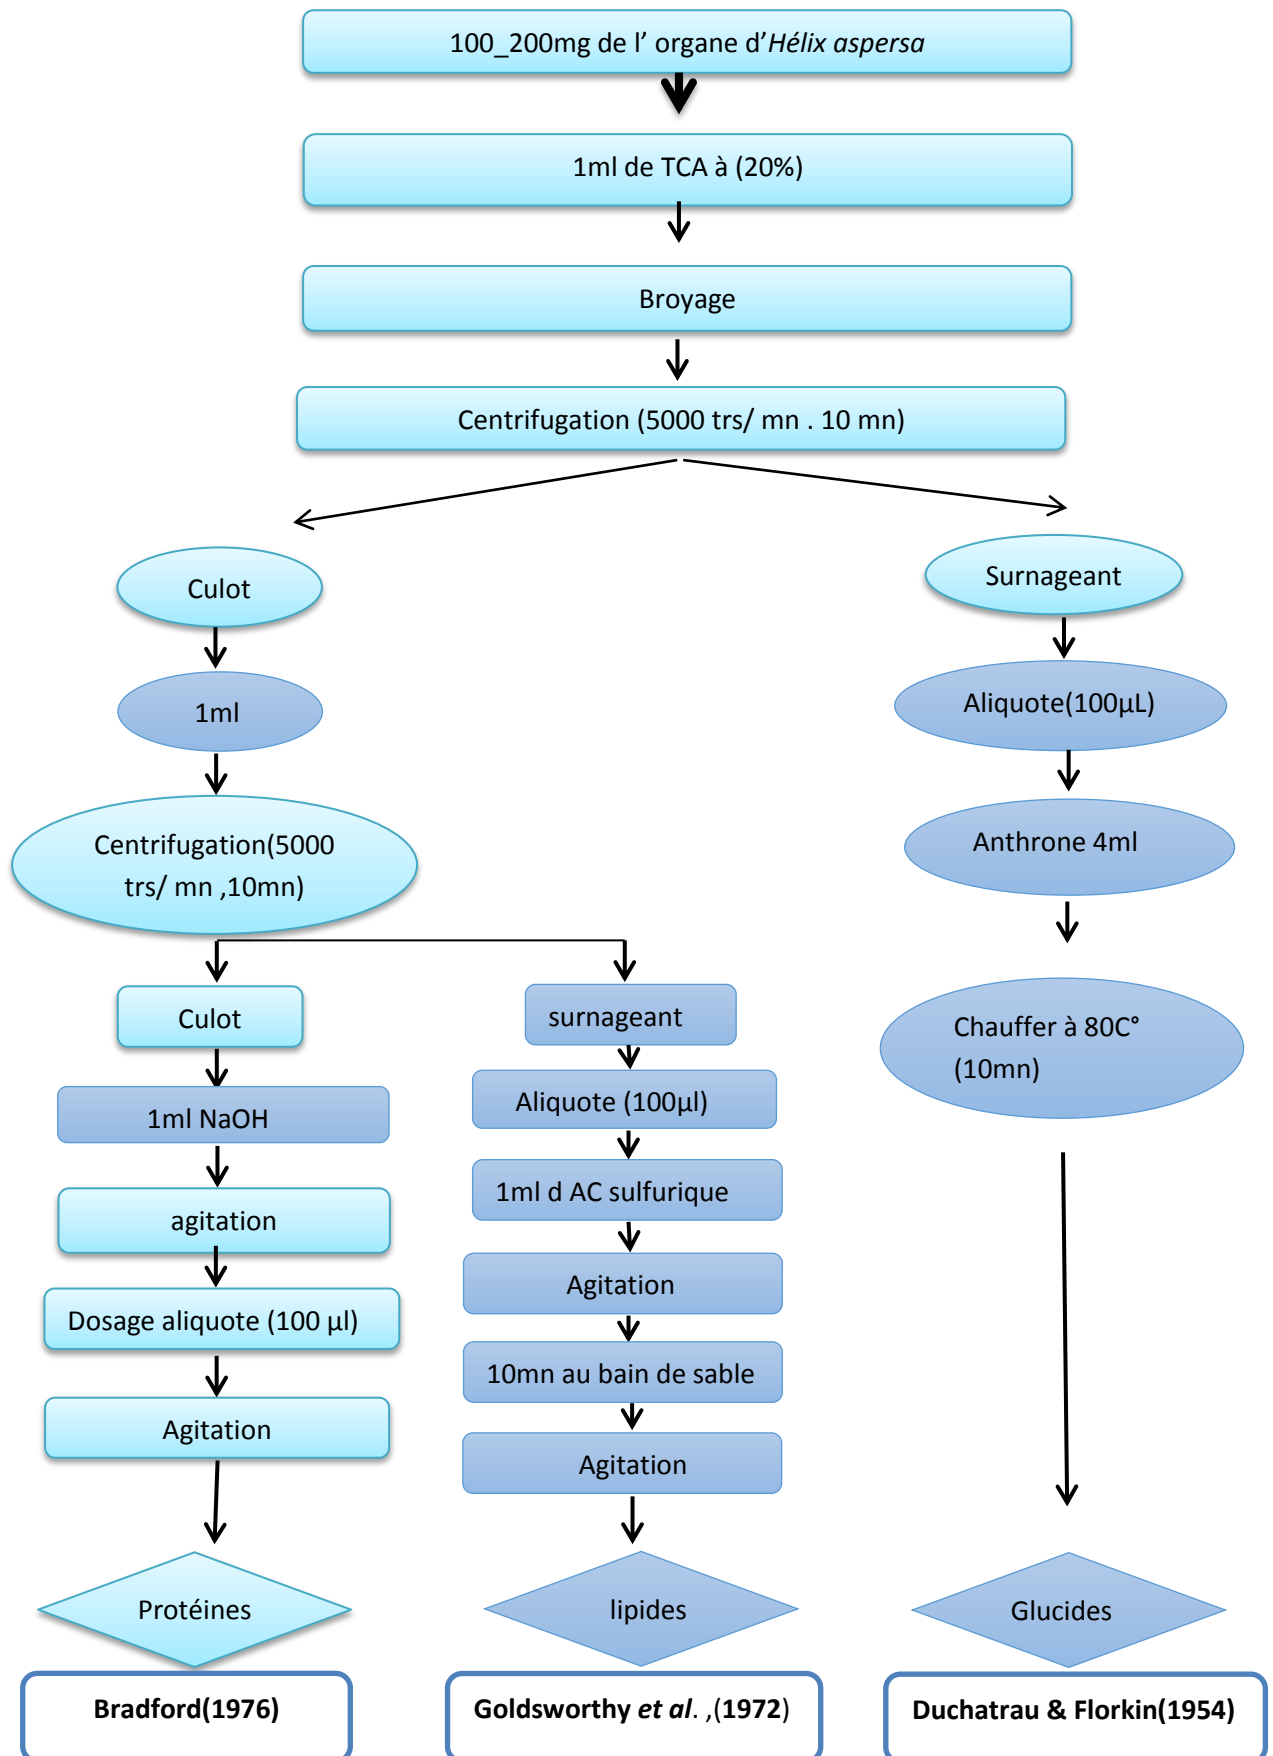 100_200mg de l' organe d'Hélix aspersa
1ml de TCA à (20%)
Broyage
Centrifugation (5000 trs/ mn . 10 mn)
Culot
1ml
Centrifugation(5000
trs/ mn ,10mn)
Culot
1ml NaOH
agitation
Dosage aliquote (100 µl)
Agitation
Protéines
Bradford(1976)
surnageant
Aliquote (100µl)
1ml d AC sulfurique
Agitation
10mn au bain de sable
Agitation
lipides
Goldsworthy et al. ,(1972)
Surnageant
Aliquote(100µL)
Anthrone 4ml
Chauffer à 80C°
(10mn)
Glucides
Duchatrau & Florkin(1954)